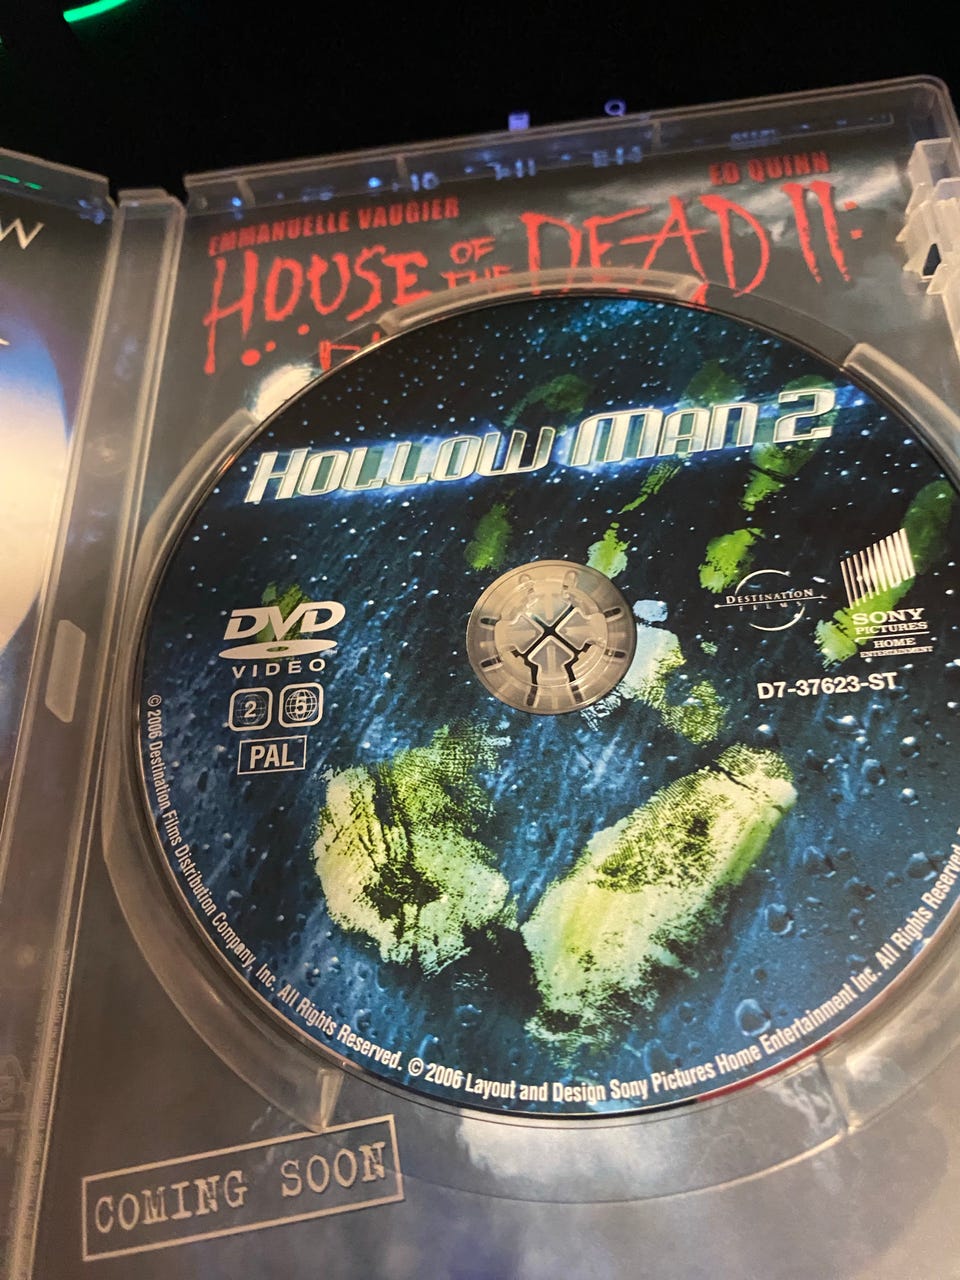 W
EMMANUELLE VAUGIER
ED QUINN
HOUSE OF THE DEAD II:
HOLLOW MAN 2
DVD
VIDEO
2 5
PAL
DESTINATION
FILMS
SONY
PICTURES
HOME
ENTERTAINMENT
D7-37623-ST
© 2006 Destination Films Distribution Company, Inc. All Rights Reserved. © 2006 Layout and Design Sony Pictures Home Entertainment Inc. All Rights Reserved.
COMING SOON